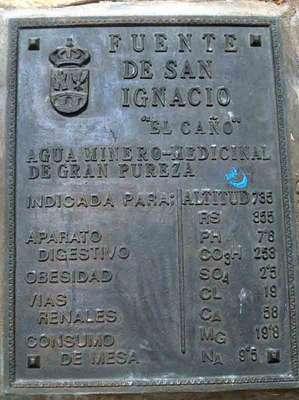 FUENTE
DE SAN
IGNACIO
"EL CAÑO"
AGUA MINERO-MEDICINAL
DE GRAN PUREZA
INDICADA PARA:
APARATO
DIGESTIVO
OBESIDAD
VIAS
RENALES
CONSUMO
DE MESA
ALTITUD 735
RS 355
PH 7'8
CO3H 253
SO4 2'5
CL 19
CA 58
MG 19'8
NA 9'5